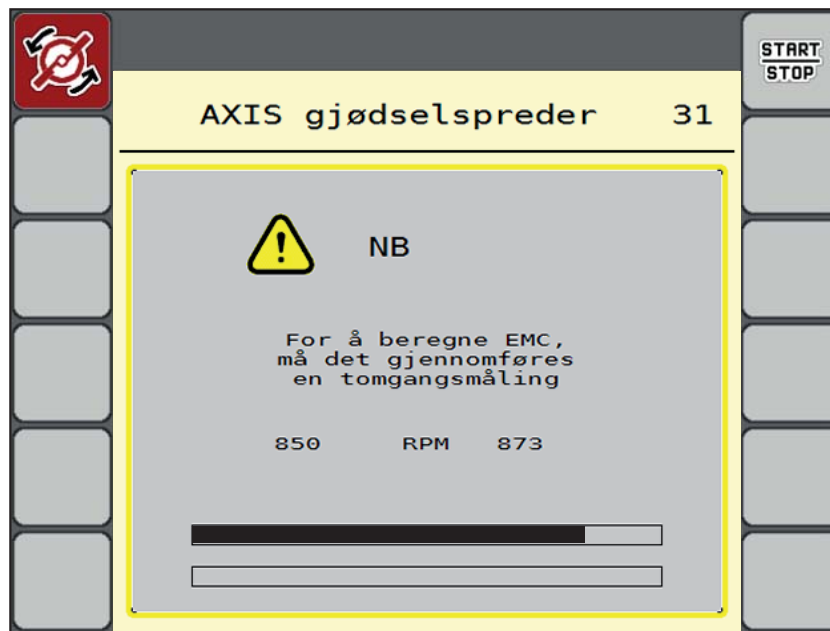 START
STOP
AXIS gjødselspreder 31
NB
For å beregne EMC,
må det gjennomføres
en tomgangsmåling
850 RPM 873